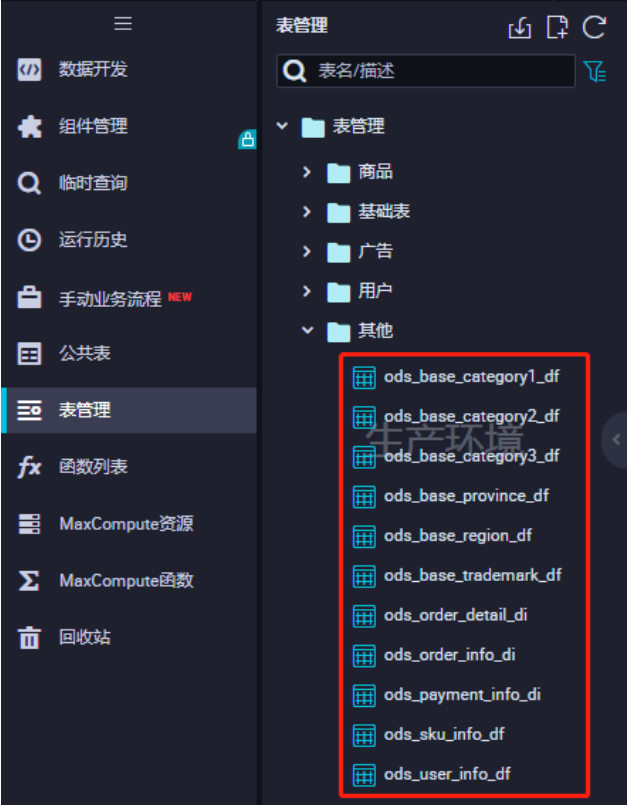 数据开发
组件管理
临时查询
运行历史
手动业务流程 NEW
公共表
表管理
fx 函数列表
MaxCompute资源
MaxCompute函数
回收站
表管理
表名/描述
表管理
商品
基础表
广告
用户
其他
ods_base_category1_df
ods_base_category2_df
生产环境
ods_base_category3_df
ods_base_province_df
ods_base_region_df
ods_base_trademark_df
ods_order_detail_di
ods_order_info_di
ods_payment_info_di
ods_sku_info_df
ods_user_info_df